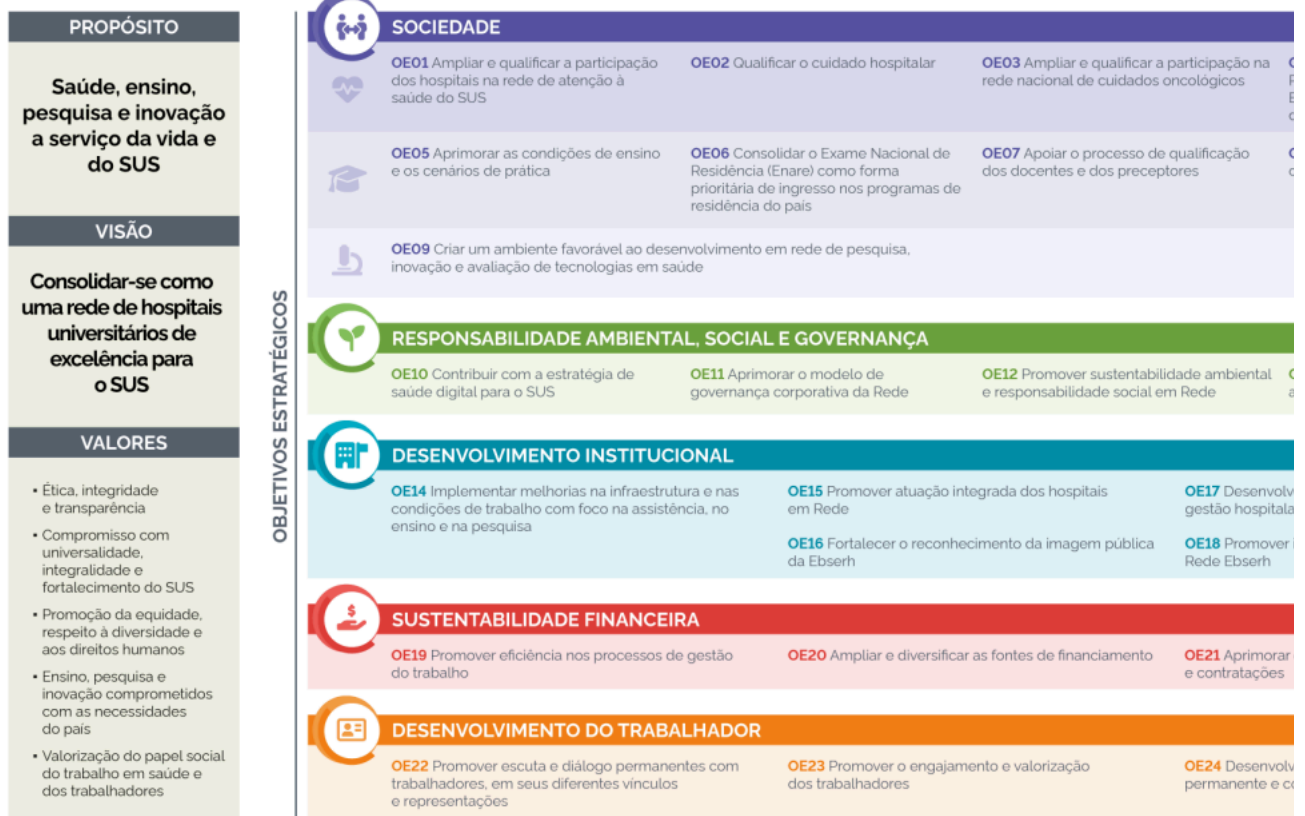 PROPÓSITO
Saúde, ensino,
pesquisa e inovação
a serviço da vida e
do SUS
VISÃO
Consolidar-se como
uma rede de hospitais
universitários de
excelência para
o SUS
VALORES
▪ Ética, integridade
e transparência
▪ Compromisso com
universalidade,
integralidade e
fortalecimento do SUS
▪ Promoção da equidade,
respeito à diversidade e
aos direitos humanos
▪ Ensino, pesquisa e
inovação comprometidos
com as necessidades
do país
▪ Valorização do papel social
do trabalho em saúde e
dos trabalhadores
OBJETIVOS ESTRATÉGICOS
SOCIEDADE
OE01 Ampliar e qualificar a participação
dos hospitais na rede de atenção à
saúde do SUS
OE02 Qualificar o cuidado hospitalar
OE03 Ampliar e qualificar a participação na
rede nacional de cuidados oncológicos
OE05 Aprimorar as condições de ensino
e os cenários de prática
OE06 Consolidar o Exame Nacional de
Residência (Enare) como forma
prioritária de ingresso nos programas de
residência do país
OE07 Apoiar o processo de qualificação
dos docentes e dos preceptores
OE09 Criar um ambiente favorável ao desenvolvimento em rede de pesquisa,
inovação e avaliação de tecnologias em saúde
RESPONSABILIDADE AMBIENTAL, SOCIAL E GOVERNANÇA
OE10 Contribuir com a estratégia de
saúde digital para o SUS
OE11 Aprimorar o modelo de
governança corporativa da Rede
OE12 Promover sustentabilidade ambiental
e responsabilidade social em Rede
DESENVOLVIMENTO INSTITUCIONAL
OE14 Implementar melhorias na infraestrutura e nas
condições de trabalho com foco na assistência, no
ensino e na pesquisa
OE15 Promover atuação integrada dos hospitais
em Rede
OE16 Fortalecer o reconhecimento da imagem pública
da Ebserh
OE17 Desenvolv
gestão hospitala
OE18 Promover
Rede Ebserh
SUSTENTABILIDADE FINANCEIRA
OE19 Promover eficiência nos processos de gestão
do trabalho
OE20 Ampliar e diversificar as fontes de financiamento
OE21 Aprimorar
e contratações
DESENVOLVIMENTO DO TRABALHADOR
OE22 Promover escuta e diálogo permanentes com
trabalhadores, em seus diferentes vínculos
e representações
OE23 Promover o engajamento e valorização
dos trabalhadores
OE24 Desenvolv
permanente e co